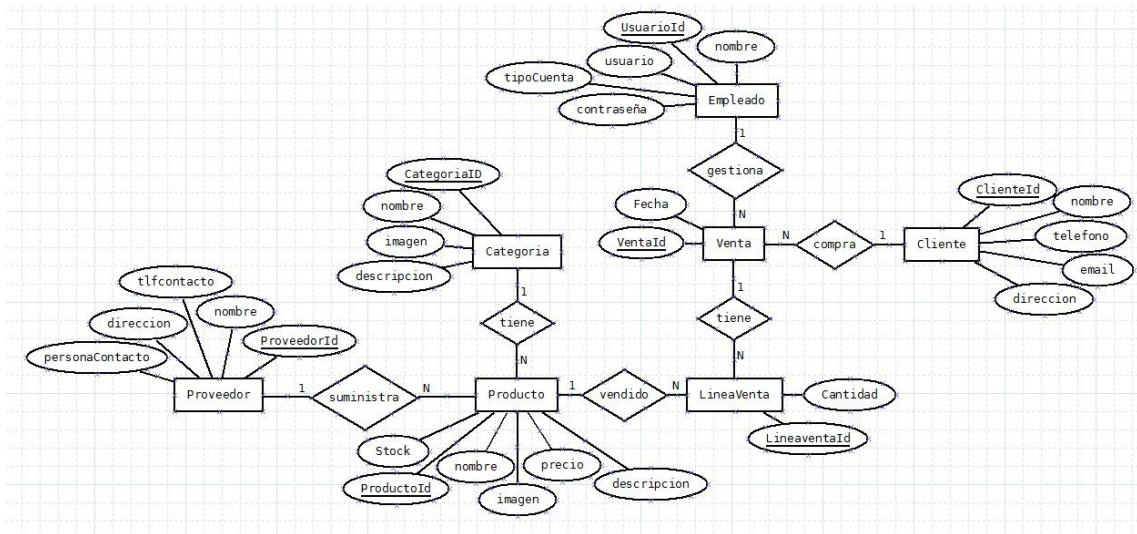 UsuarioId
nombre
usuario
tipoCuenta
Empleado
contraseña
1
gestiona
CategoriaID
ClienteId
nombre
Fecha
nombre
N
telefono
imagen
VentaId
Venta
N
compra
1
Cliente
Categoria
email
descripcion
tlfcontacto
1
1
direccion
nombre
direccion
tiene
tiene
ProveedorId
personaContacto
N
N
Proveedor
1
suministra
N
Producto
1
vendido
N
LineaVenta
Cantidad
Stock
LineaventaId
nombre
precio
ProductoId
descripcion
imagen